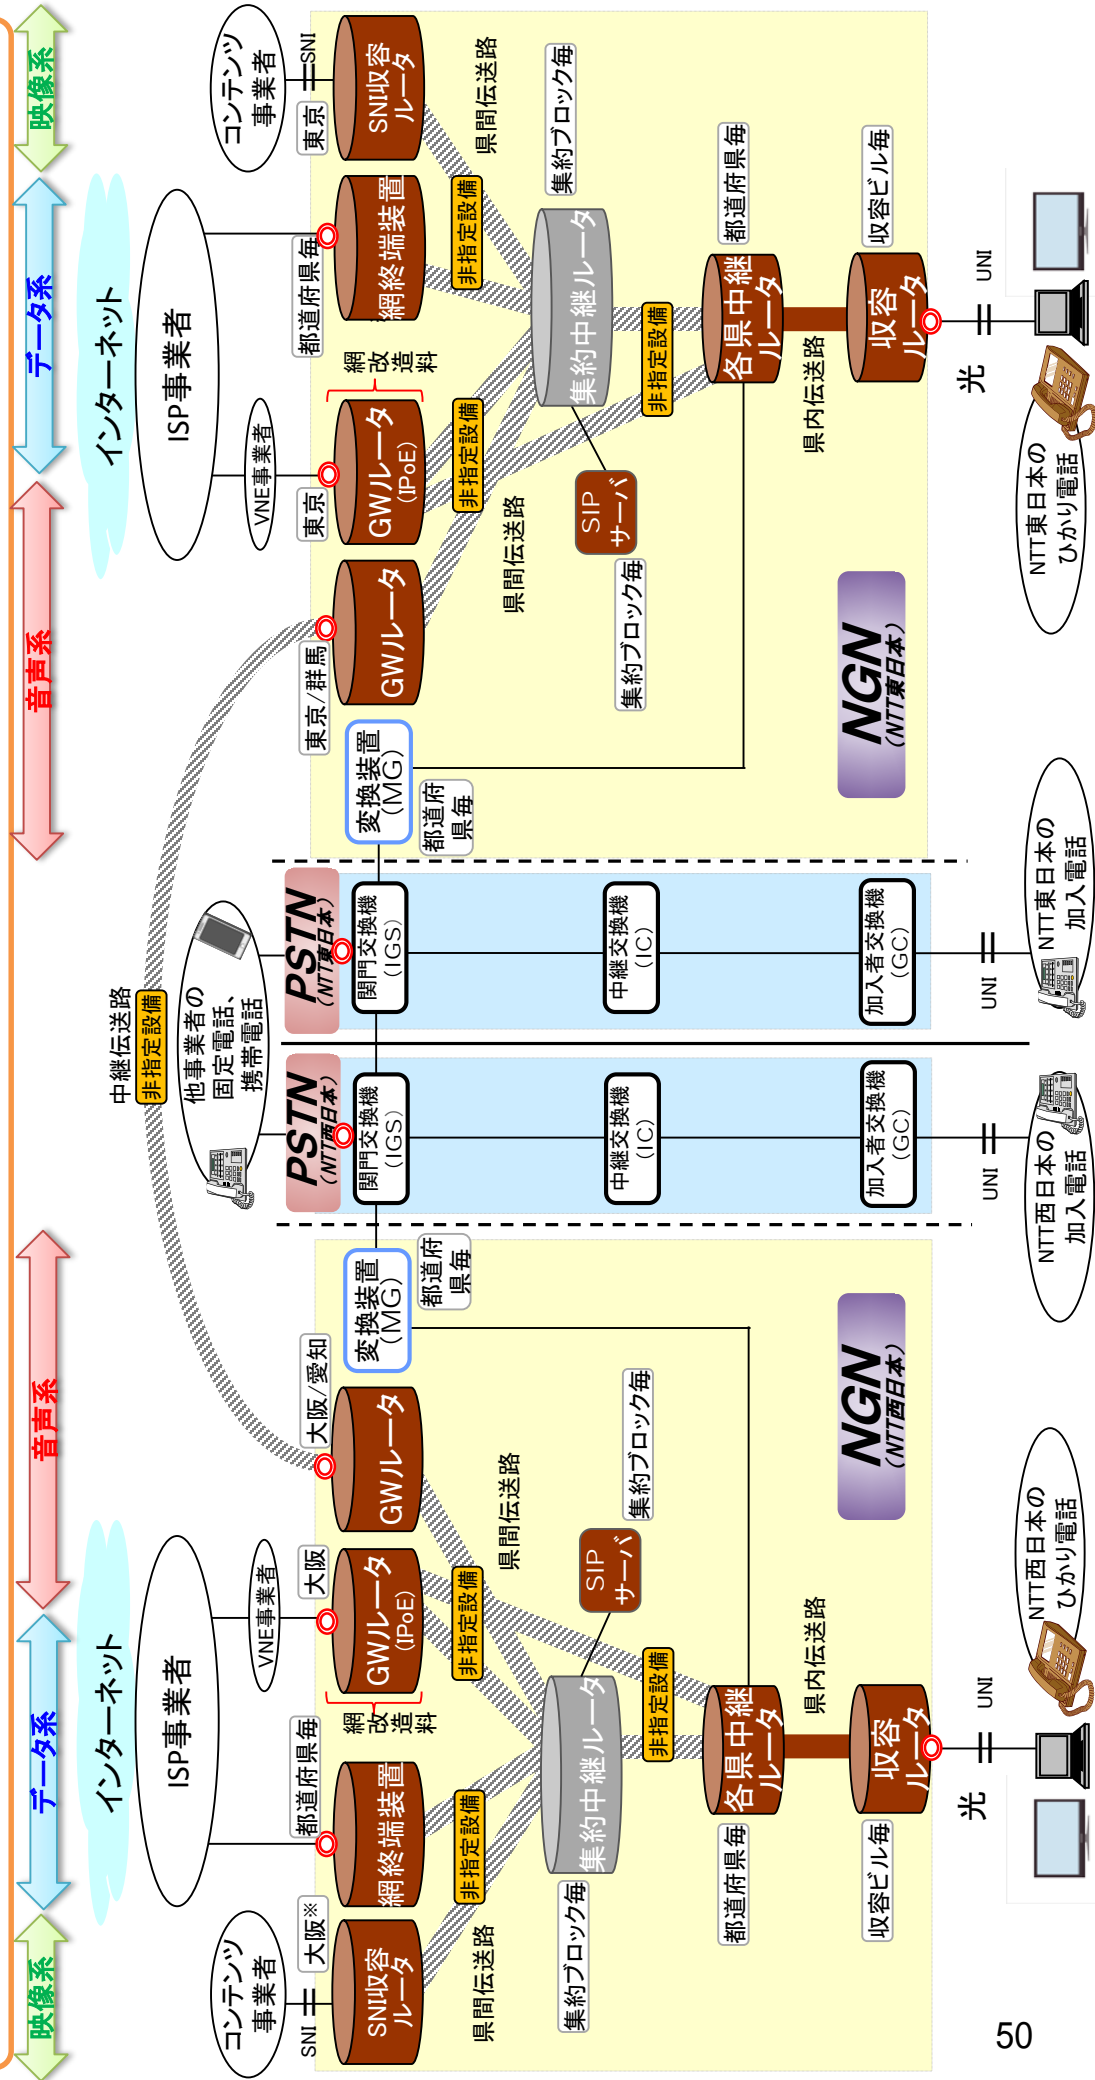 映像系
データ系
音声系
音声系
データ系
映像系
インターネット
インターネット
中継伝送路
非指定設備
ISP事業者
ISP事業者
コンテンツ
事業者
VNE事業者
他事業者の
固定電話、
携帯電話
VNE事業者
コンテンツ
事業者
SNI
大阪※
都道府県毎
大阪
大阪/愛知
PSTN
(NTT西日本)
PSTN
(NTT東日本)
東京/群馬
東京
都道府県毎
東京
SNI
SNI収容
ルータ
網終端装置
網
改
造
料
GWルータ
(IPoE)
GWルータ
変換装置
(MG)
都道府
県毎
関門交換機
(IGS)
関門交換機
(IGS)
変換装置
(MG)
都道府
県毎
GWルータ
GWルータ
(IPoE)
網
改
造
料
網終端装置
SNI収容
ルータ
県間伝送路
非指定設備
非指定設備
県間伝送路
県間伝送路
非指定設備
非指定設備
県間伝送路
集約ブロック毎
集約中継ルータ
SIP
サーバ
集約ブロック毎
中継交換機
(IC)
中継交換機
(IC)
集約ブロック毎
SIP
サーバ
集約中継ルータ
集約ブロック毎
非指定設備
非指定設備
都道府県毎
各県中継
ルータ
各県中継
ルータ
都道府県毎
県内伝送路
県内伝送路
収容ビル毎
収容
ルータ
NGN
(NTT西日本)
加入者交換機
(GC)
加入者交換機
(GC)
NGN
(NTT東日本)
収容
ルータ
収容ビル毎
光
UNI
UNI
UNI
光
UNI
NTT西日本の
ひかり電話
NTT西日本の
加入電話
NTT東日本の
加入電話
NTT東日本の
ひかり電話
50